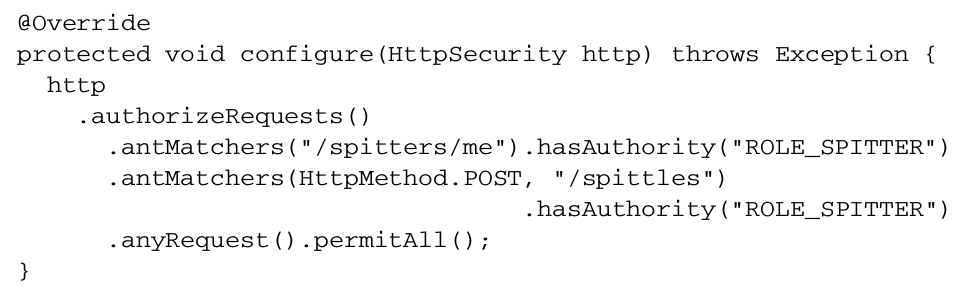 @Override
protected void configure(HttpSecurity http) throws Exception {
  http
    .authorizeRequests()
      .antMatchers("/spitters/me").hasAuthority("ROLE_SPITTER")
      .antMatchers(HttpMethod.POST, "/spittles")
                                  .hasAuthority("ROLE_SPITTER")
      .anyRequest().permitAll();
}